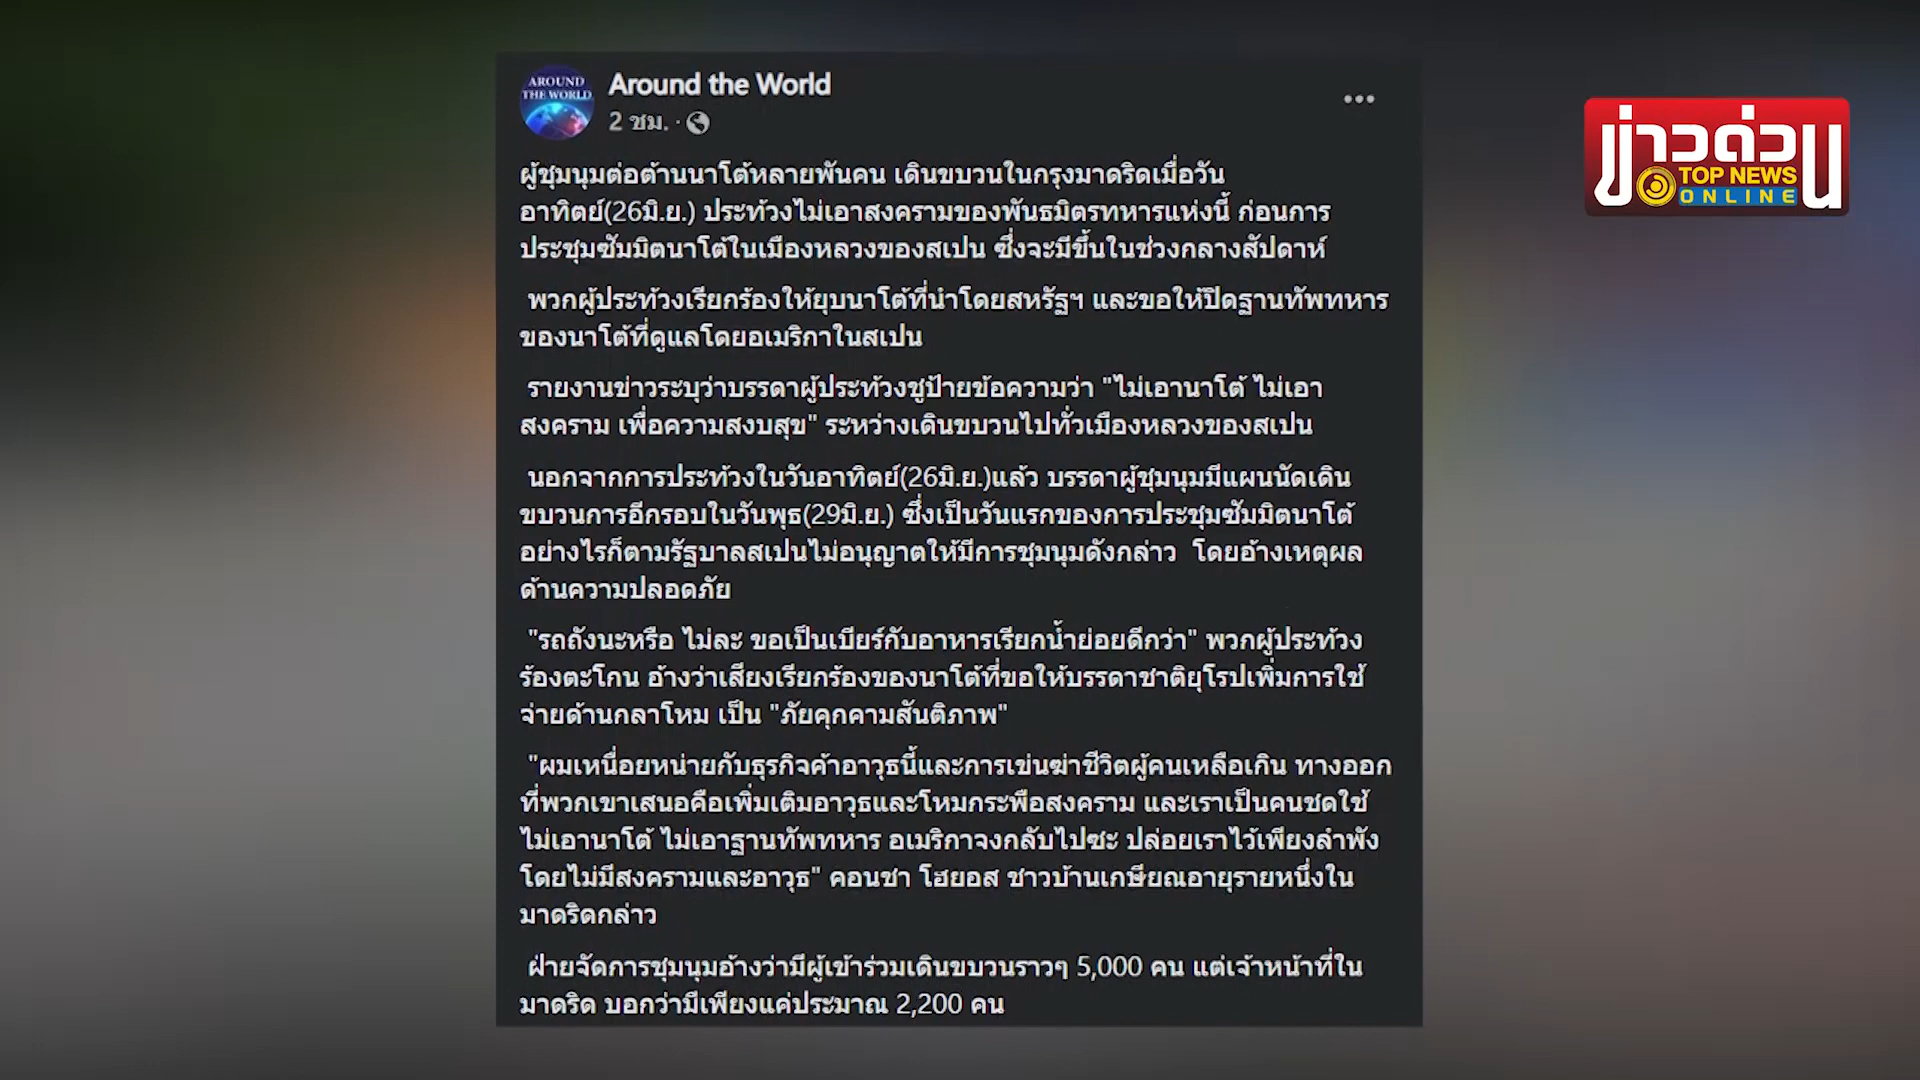 AROUND
THE WORLD
Around the World
2 ชม. ·
ข่าวด่วน
TOP NEWS
ONLINE
ผู้ชุมนุมต่อต้านนาโต้หลายพันคน เดินขบวนในกรุงมาดริดเมื่อวัน
อาทิตย์(26มิ.ย.) ประท้วงไม่เอาสงครามของพันธมิตรทหารแห่งนี้ ก่อนการ
ประชุมซัมมิตนาโต้ในเมืองหลวงของสเปน ซึ่งจะมีขึ้นในช่วงกลางสัปดาห์
พวกผู้ประท้วงเรียกร้องให้ยุบนาโต้ที่นำโดยสหรัฐฯ และขอให้ปิดฐานทัพทหาร
ของนาโต้ที่ดูแลโดยอเมริกาในสเปน
รายงานข่าวระบุว่าบรรดาผู้ประท้วงชูป้ายข้อความว่า "ไม่เอานาโต้ ไม่เอา
สงคราม เพื่อความสงบสุข" ระหว่างเดินขบวนไปทั่วเมืองหลวงของสเปน
นอกจากการประท้วงในวันอาทิตย์(26มิ.ย.)แล้ว บรรดาผู้ชุมนุมมีแผนนัดเดิน
ขบวนการอีกรอบในวันพุธ(29มิ.ย.) ซึ่งเป็นวันแรกของการประชุมซัมมิตนาโต้
อย่างไรก็ตามรัฐบาลสเปนไม่อนุญาตให้มีการชุมนุมดังกล่าว โดยอ้างเหตุผล
ด้านความปลอดภัย
"รถถังนะหรือ ไม่ละ ขอเป็นเบียร์กับอาหารเรียกน้ำย่อยดีกว่า" พวกผู้ประท้วง
ร้องตะโกน อ้างว่าเสียงเรียกร้องของนาโต้ที่ขอให้บรรดาชาติยุโรปเพิ่มการใช้
จ่ายด้านกลาโหม เป็น "ภัยคุกคามสันติภาพ"
"ผมเหนื่อยหน่ายกับธุรกิจค้าอาวุธนี้และการเข่นฆ่าชีวิตผู้คนเหลือเกิน ทางออก
ที่พวกเขาเสนอคือเพิ่มเติมอาวุธและโหมกระพือสงคราม และเราเป็นคนชดใช้
ไม่เอานาโต้ ไม่เอาฐานทัพทหาร อเมริกาจงกลับไปซะ ปล่อยเราไว้เพียงลำพัง
โดยไม่มีสงครามและอาวุธ" คอนชา โฮยอส ชาวบ้านเกษียณอายุรายหนึ่งใน
มาดริดกล่าว
ฝ่ายจัดการชุมนุมอ้างว่ามีผู้เข้าร่วมเดินขบวนราวๆ 5,000 คน แต่เจ้าหน้าที่ใน
มาดริด บอกว่ามีเพียงแค่ประมาณ 2,200 คน